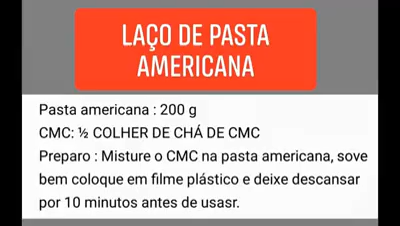 LAÇO DE PASTA
AMERICANA
Pasta americana : 200 g
CMC: ½ COLHER DE CHÁ DE CMC
Preparo : Misture o CMC na pasta americana, sove
bem coloque em filme plástico e deixe descansar
por 10 minutos antes de usasr.